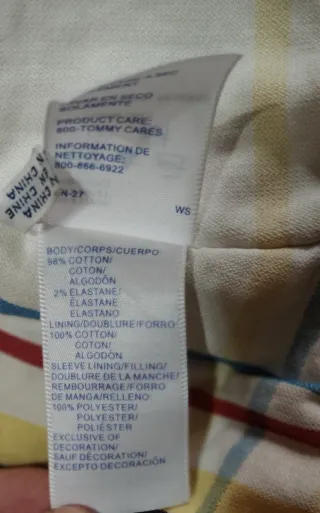 LAVAR EN SECO
SOLAMENTE
PRODUCT CARE:
800-TOMMY CARES
INFORMATION DE
NETTOYAGE:
800-866-6922
N-27
WS
CHINA
CHINE
CHINA
BODY/CORPS/CUERPO
98% COTTON/
COTON/
ALGODÓN
2% ELASTANE/
ÉLASTANE
ELASTANO
LINING/DOUBLURE/FORRO
100% COTTON/
COTON/
ALGODÓN
SLEEVE LINING/FILLING/
DOUBLURE DE LA MANCHE/
REMBOURRAGE/FORRO
DE MANGA/RELLENO
100% POLYESTER/
POLYESTER/
POLIÉSTER
EXCLUSIVE OF
DECORATION/
SAUF DÉCORATION/
EXCEPTO DECORACIÓN